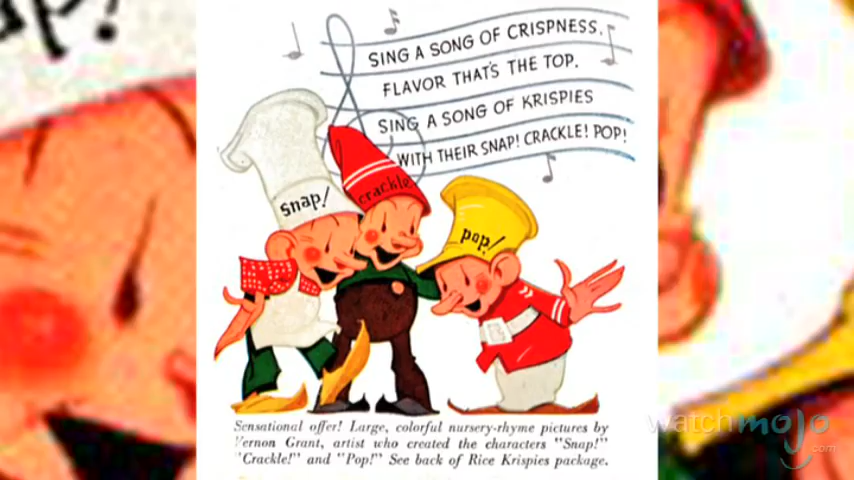 SING A SONG OF CRISPNESS,
FLAVOR THAT'S THE TOP.
SING A SONG OF KRISPIES
WITH THEIR SNAP! CRACKLE! POP!
snap!
crackle!
pop!
Sensational offer! Large, colorful nursery-rhyme pictures by
Vernon Grant, artist who created the characters "Snap!"
"Crackle!" and "Pop!" See back of Rice Krispies package.
watchmojo
.com
ap!